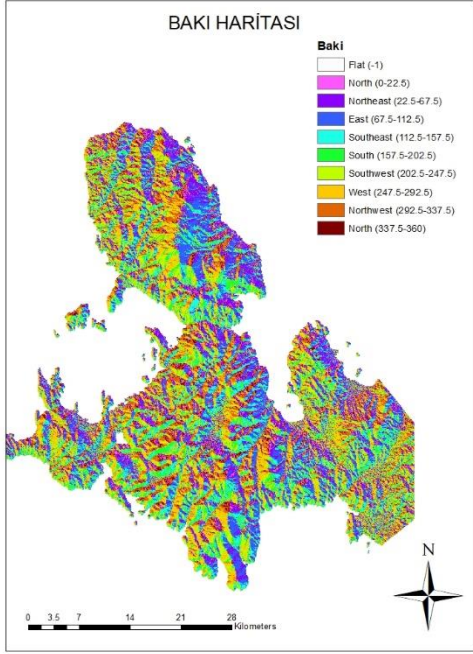 BAKI HARİTASI
Baki
Flat (-1)
North (0-22.5)
Northeast (22.5-67.5)
East (67.5-112.5)
Southeast (112.5-157.5)
South (157.5-202.5)
Southwest (202.5-247.5)
West (247.5-292.5)
Northwest (292.5-337.5)
North (337.5-360)
N
0 3.5 7 14 21 28
Kilometers